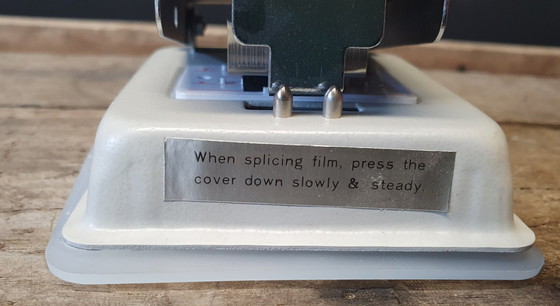 When splicing film, press the
cover down slowly & steady.